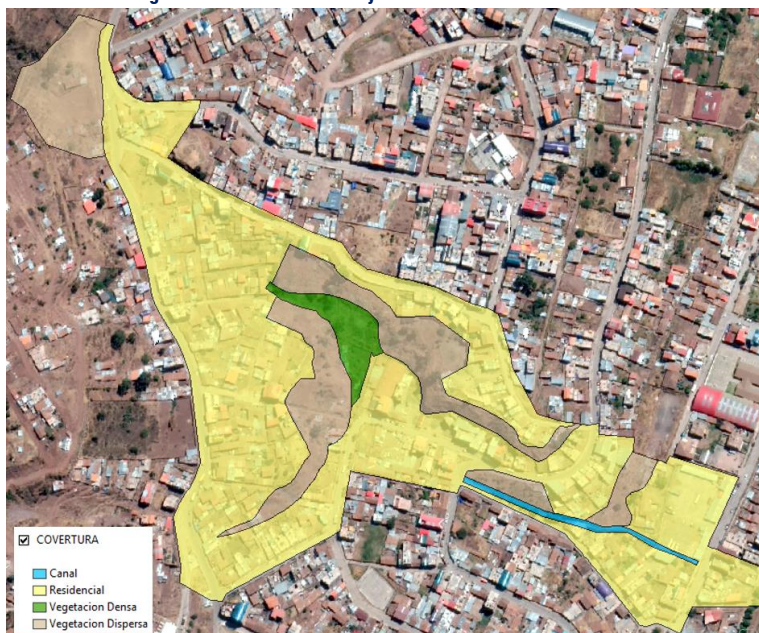 COVERTURA
Canal
Residencial
Vegetacion Densa
Vegetacion Dispersa